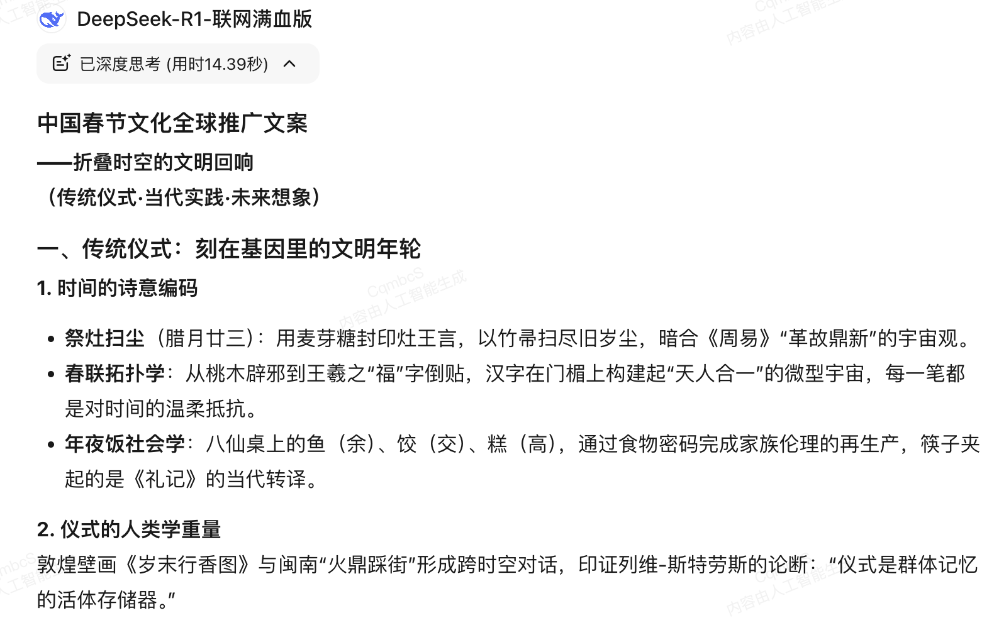 DeepSeek-R1-联网满血版
已深度思考 (用时14.39秒)
中国春节文化全球推广文案
——折叠时空的文明回响
（传统仪式·当代实践·未来想象）
一、传统仪式：刻在基因里的文明年轮
1. 时间的诗意编码
CqmbcS
内容由人工智能生成
• 祭灶扫尘（腊月廿三）：用麦芽糖封印灶王言，以竹帚扫尽旧岁尘，暗合《周易》“革故鼎新”的宇宙观。
• 春联拓扑学：从桃木辟邪到王羲之“福”字倒贴，汉字在门楣上构建起“天人合一”的微型宇宙，每一笔都
是对时间的温柔抵抗。
• 年夜饭社会学：八仙桌上的鱼（余）、饺（交）、糕（高），通过食物密码完成家族伦理的再生产，筷子夹
起的是《礼记》的当代转译。
2. 仪式的人类学重量
敦煌壁画《岁末行香图》与闽南“火鼎踩街”形成跨时空对话，印证列维-斯特劳斯的论断：“仪式是群体记忆
的活体存储器。”